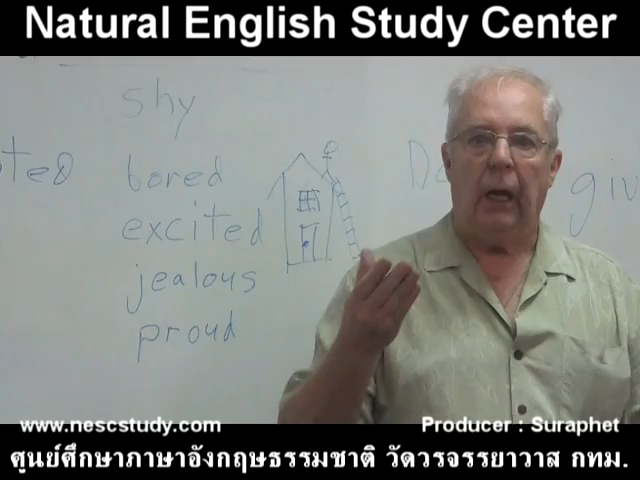 Natural English Study Center
shy
bored
excited
jealous
proud
www.nescstudy.com
Producer : Suraphet
ศูนย์ศึกษาภาษาอังกฤษธรรมชาติ วัดวรจรรยาวาส กทม.